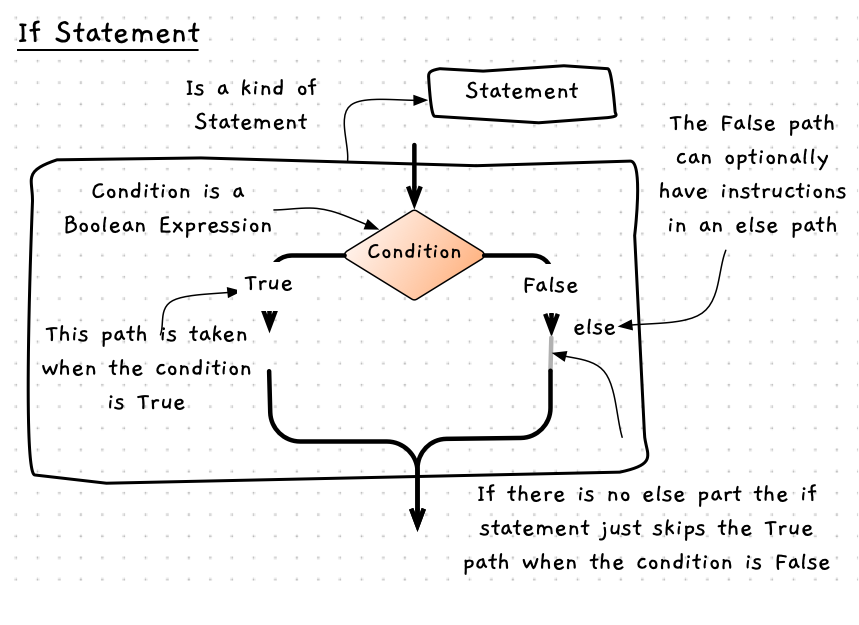 If Statement
Is a kind of
Statement
Statement
The False path
can optionally
have instructions
in an else path
Condition is a
Boolean Expression
Condition
True
False
else
This path is taken
when the condition
is True
If there is no else part the if
statement just skips the True
path when the condition is False